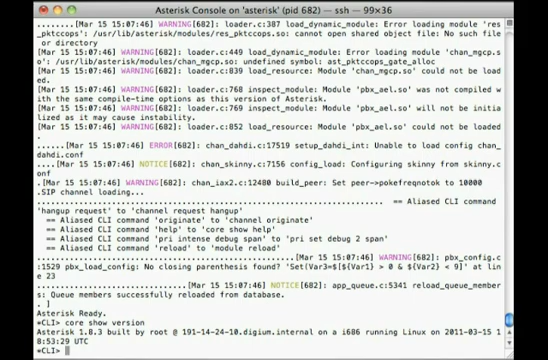 Asterisk Console on 'asterisk' (pid 682) — ssh — 99×36
........[Mar 15 15:07:46] WARNING[682]: loader.c:387 load_dynamic_module: Error loading module 'res
_pktccops': /usr/lib/asterisk/modules/res_pktccops.so: cannot open shared object file: No such file
or directory
[Mar 15 15:07:46] WARNING[682]: loader.c:449 load_dynamic_module: Error loading module 'chan_mgcp.s
o': /usr/lib/asterisk/modules/chan_mgcp.so: undefined symbol: ast_pktccops_gate_alloc
[Mar 15 15:07:46] WARNING[682]: loader.c:839 load_resource: Module 'chan_mgcp.so' could not be load
ed.
[Mar 15 15:07:46] WARNING[682]: loader.c:768 inspect_module: Module 'pbx_ael.so' was not compiled w
ith the same compile-time options as this version of Asterisk.
[Mar 15 15:07:46] WARNING[682]: loader.c:769 inspect_module: Module 'pbx_ael.so' will not be initia
lized as it may cause instability.
[Mar 15 15:07:46] WARNING[682]: loader.c:852 load_resource: Module 'pbx_ael.so' could not be loaded
.
......[Mar 15 15:07:46] ERROR[682]: chan_dahdi.c:17519 setup_dahdi_int: Unable to load config chan_
dahdi.conf
....[Mar 15 15:07:46] NOTICE[682]: chan_skinny.c:7156 config_load: Configuring skinny from skinny.c
onf
.[Mar 15 15:07:46] WARNING[682]: chan_iax2.c:12480 build_peer: Set peer->pokefreqnotok to 10000
.SIP channel loading...
.................................................................................... == Aliased CLI command
'hangup request' to 'channel request hangup'
== Aliased CLI command 'originate' to 'channel originate'
== Aliased CLI command 'help' to 'core show help'
== Aliased CLI command 'pri intense debug span' to 'pri set debug 2 span'
== Aliased CLI command 'reload' to 'module reload'
....................................[Mar 15 15:07:46] WARNING[682]: pbx_config.c
:1529 pbx_load_config: No closing parenthesis found? 'Set(Var3=$[${Var1} > 0 & ${Var2} < 9]' at lin
e 23
....................................[Mar 15 15:07:46] NOTICE[682]: app_queue.c:5341 reload_queue_member
s: Queue members successfully reloaded from database.
. ]
Asterisk Ready.
*CLI> core show version
Asterisk 1.8.3 built by root @ 191-14-24-10.digium.internal on a i686 running Linux on 2011-03-15 1
8:53:29 UTC
*CLI>